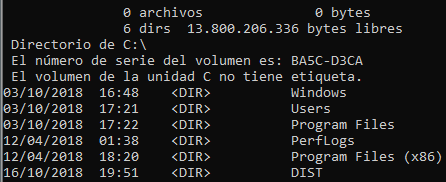 0 archivos 0 bytes
6 dirs 13.800.206.336 bytes libres
Directorio de C:\
El número de serie del volumen es: BA5C-D3CA
El volumen de la unidad C no tiene etiqueta.
03/10/2018 16:48 <DIR> Windows
03/10/2018 17:21 <DIR> Users
03/10/2018 17:22 <DIR> Program Files
12/04/2018 01:38 <DIR> PerfLogs
12/04/2018 18:20 <DIR> Program Files (x86)
16/10/2018 19:51 <DIR> DIST